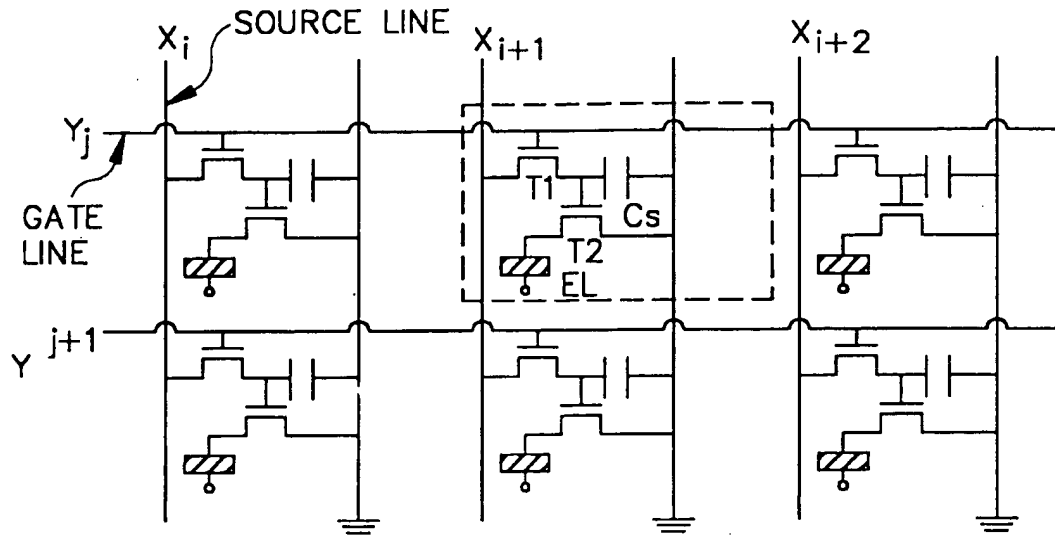 SOURCE LINE
Xi
Xi+1
Xi+2
Yj
GATE
LINE
T1
Cs
T2
EL
Y j+1